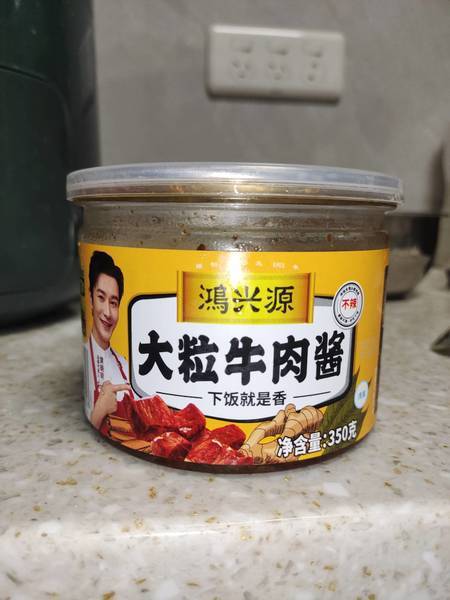 鴻兴源
不辣
大粒牛肉酱
下饭就是香
净含量:350克